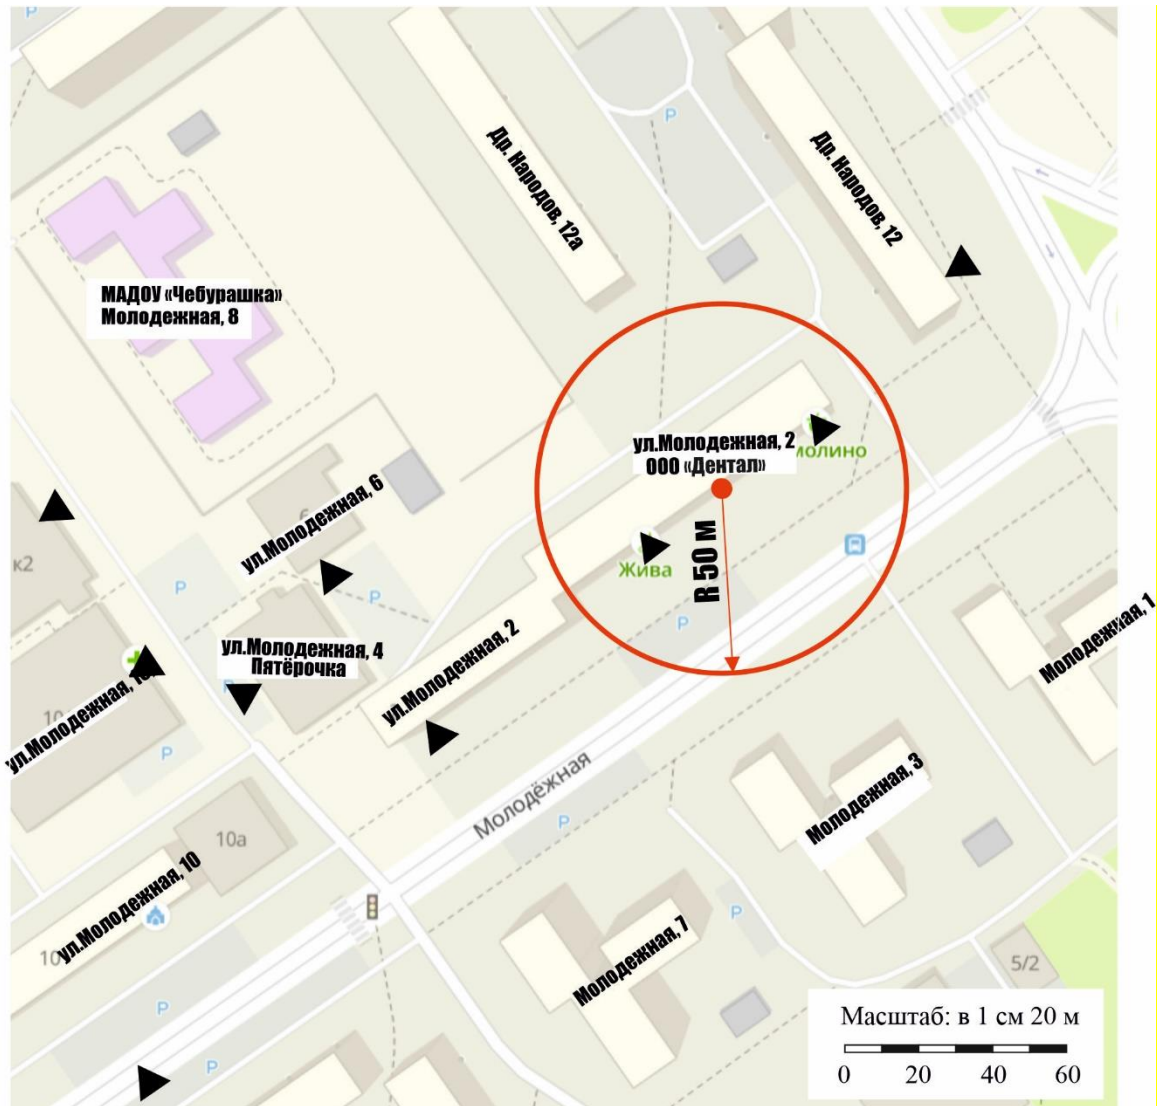 P
P
Др. Народов, 12а
Др. Народов, 12
МАДОУ «Чебурашка»
Молодежная, 8
ул.Молодежная, 2
ООО «Дентал»
молино
6
ул.Молодежная, 6
к2
Жива
R 50 м
P
P
P
Молодежная, 1
ул.Молодежная, 4
Пятёрочка
ул.Молодежная, 2
P
ул.Молодежная, 10
P
Молодёжная
Молодежная, 3
P
10а
ул.Молодежная, 10
10
P
Молодежная, 7
5/2
P
P
Масштаб: в 1 см 20 м
0 20 40 60